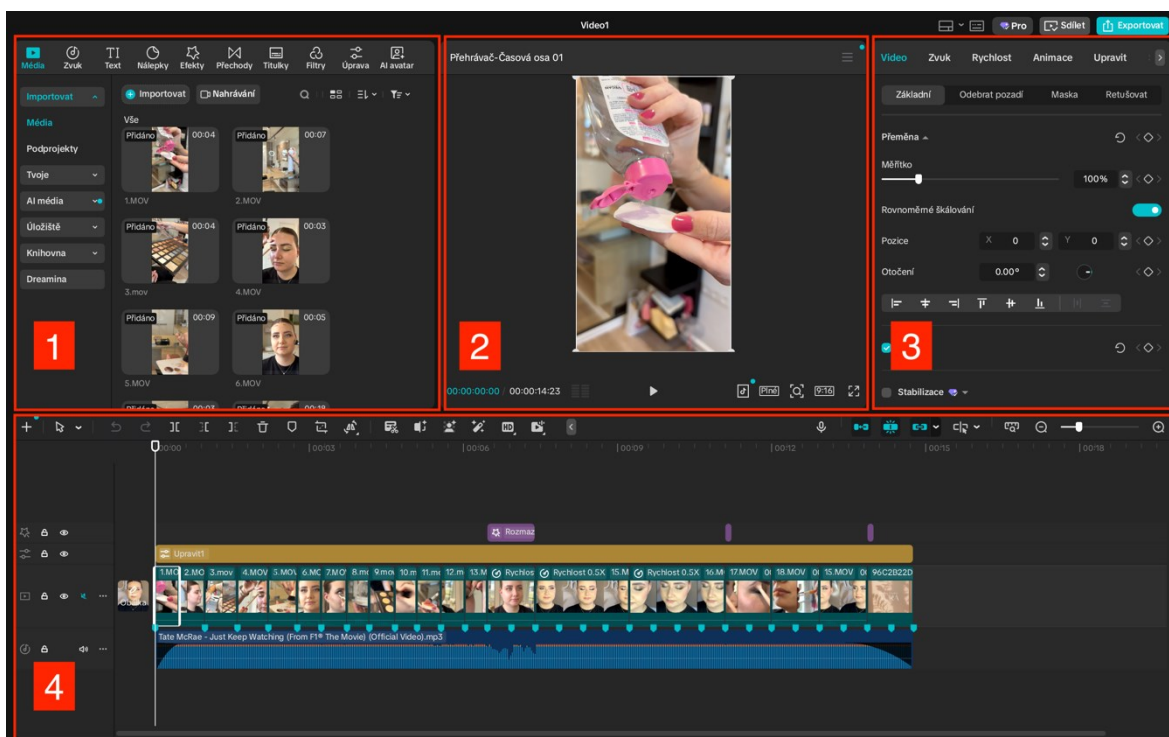 Video1
Pro
Sdílet
Exportovat
Média
Zvuk
Text
Nálepky
Efekty
Přechody
Titulky
Filtry
Úprava
AI avatar
Importovat
Média
Podprojekty
Tvoje
AI média
Úložiště
Knihovna
Dreamina
Importovat
Nahrávání
Vše
Přidáno 00:04
Přidáno 00:07
1.MOV
2.MOV
Přidáno 00:04
Přidáno 00:03
3.mov
4.MOV
Přidáno 00:09
Přidáno 00:05
5.MOV
6.MOV
1
Přehrávač-Časová osa 01
2
00:00:00:00 00:00:14:23
Plné
9:16
Video Zvuk Rychlost Animace Upravit
Základní Odebrat pozadí Maska Retušovat
Přeměna
Měřítko
100%
Rovnoměrné škálování
Pozice X 0 Y 0
Otočení 0.00°
3
Stabilizace
HD
00:00 00:03 00:06 00:09 00:12 00:15 00:18
Rozmaz
Upravit1
1.MO 2.MO 3.mov 4.MOV 5.MOV 6.MC 7.MO 8.m 9.mov 10.m 11.m 12.m 13.M Rychlos Rychlost 0.5X 15.M Rychlost 0.5X 16.M 17.MOV 18.MOV 15.MOV 96C2B22D
Tate McRae - Just Keep Watching (From F1® The Movie) (Official Video).mp3
4